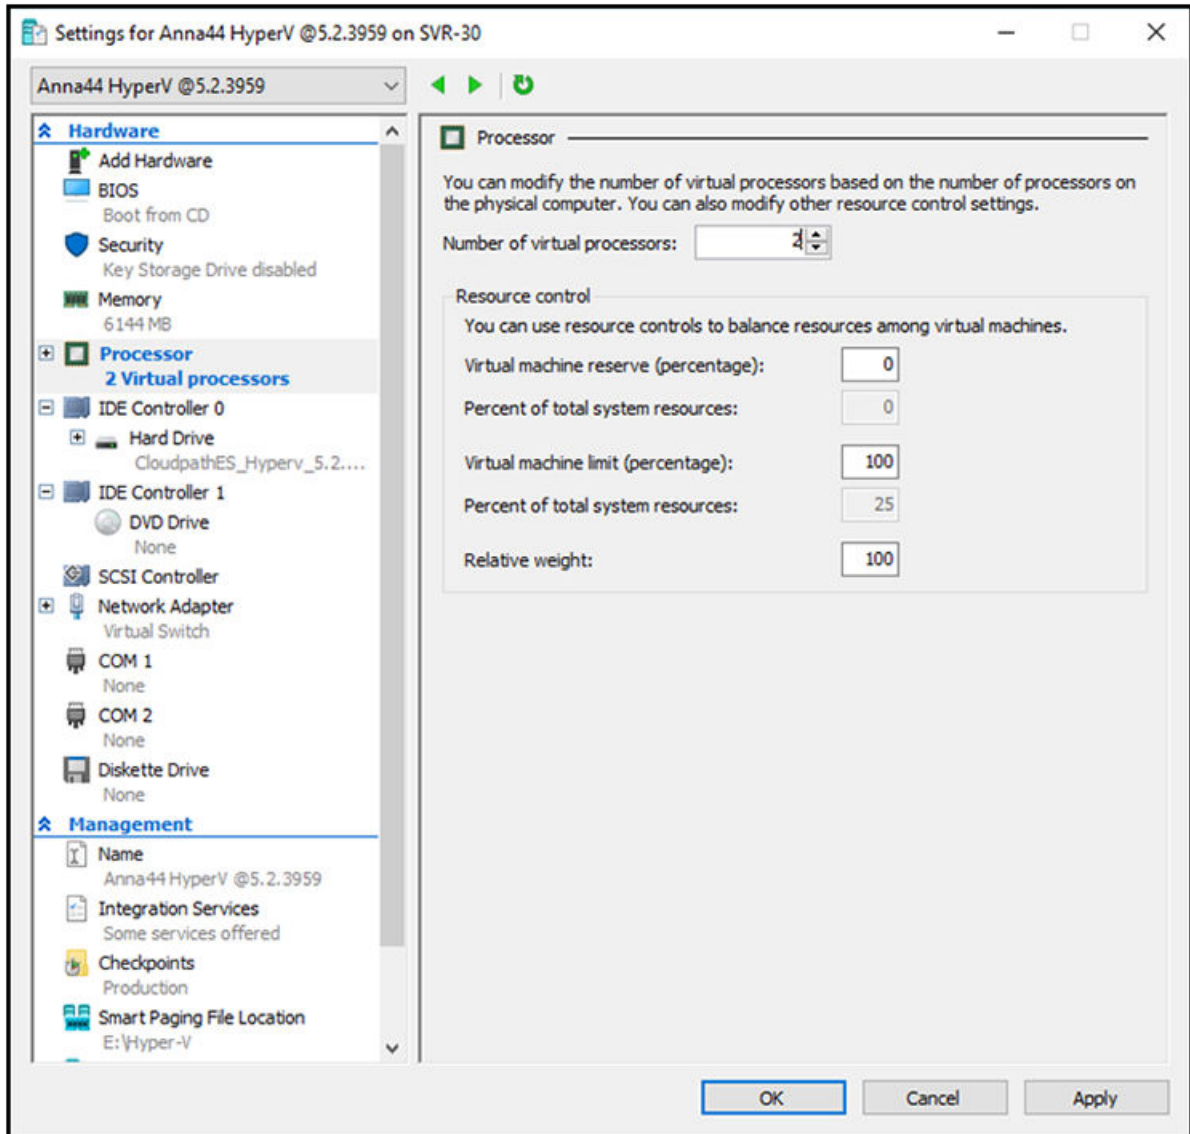 Settings for Anna44 HyperV @5.2.3959 on SVR-30
Anna44 HyperV @5.2.3959
Hardware
Add Hardware
BIOS
Boot from CD
Security
Key Storage Drive disabled
Memory
6144 MB
Processor
2 Virtual processors
IDE Controller 0
Hard Drive
CloudpathES_Hyperv_5.2....
IDE Controller 1
DVD Drive
None
SCSI Controller
Network Adapter
Virtual Switch
COM 1
None
COM 2
None
Diskette Drive
None
Management
Name
Anna44 HyperV @5.2.3959
Integration Services
Some services offered
Checkpoints
Production
Smart Paging File Location
E:\Hyper-V
Processor
You can modify the number of virtual processors based on the number of processors on
the physical computer. You can also modify other resource control settings.
Number of virtual processors: 2
Resource control
You can use resource controls to balance resources among virtual machines.
Virtual machine reserve (percentage): 0
Percent of total system resources: 0
Virtual machine limit (percentage): 100
Percent of total system resources: 25
Relative weight: 100
OK Cancel Apply